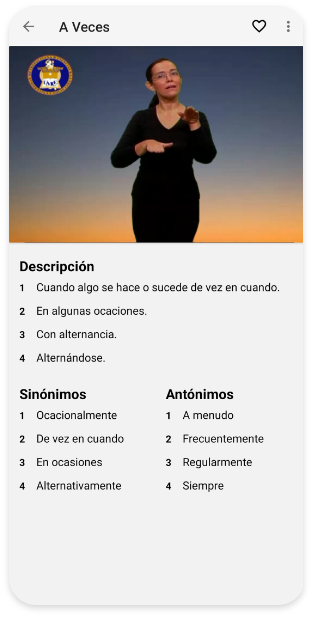 A Veces
Descripción
1 Cuando algo se hace o sucede de vez en cuando.
2 En algunas ocaciones.
3 Con alternancia.
4 Alternándose.
Sinónimos
1 Ocacionalmente
2 De vez en cuando
3 En ocasiones
4 Alternativamente
Antónimos
1 A menudo
2 Frecuentemente
3 Regularmente
4 Siempre